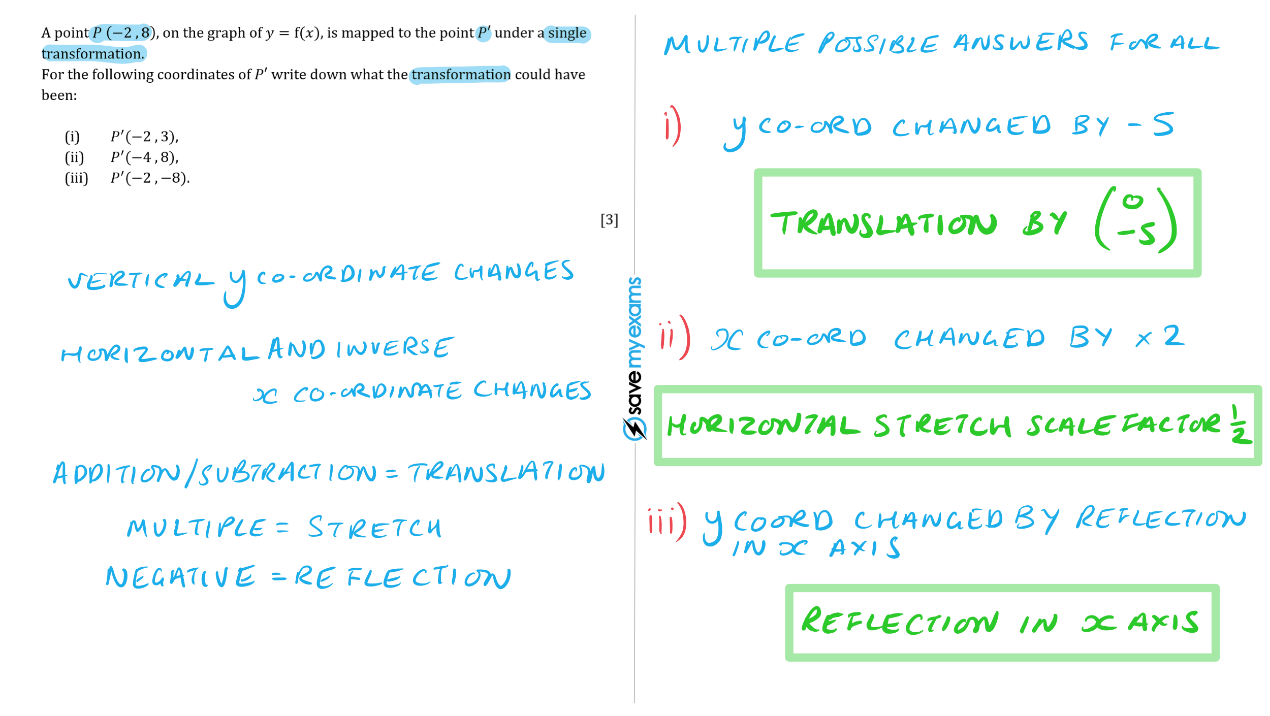 A point P (−2 , 8), on the graph of y = f(x), is mapped to the point P′ under a single
transformation.
For the following coordinates of P′ write down what the transformation could have
been:
(i) P′(−2 , 3),
(ii) P′(−4 , 8),
(iii) P′(−2 , −8).
[3]
VERTICAL y CO-ORDINATE CHANGES
HORIZONTAL AND INVERSE
x CO-ORDINATE CHANGES
ADDITION/SUBTRACTION = TRANSLATION
MULTIPLE = STRETCH
NEGATIVE = REFLECTION
savemyexams
MULTIPLE POSSIBLE ANSWERS FOR ALL
i) y CO-ORD CHANGED BY -5
TRANSLATION BY (0
-5)
ii) x CO-ORD CHANGED BY × 2
HORIZONTAL STRETCH SCALE FACTOR 1/2
iii) y COORD CHANGED BY REFLECTION
IN x AXIS
REFLECTION IN x AXIS